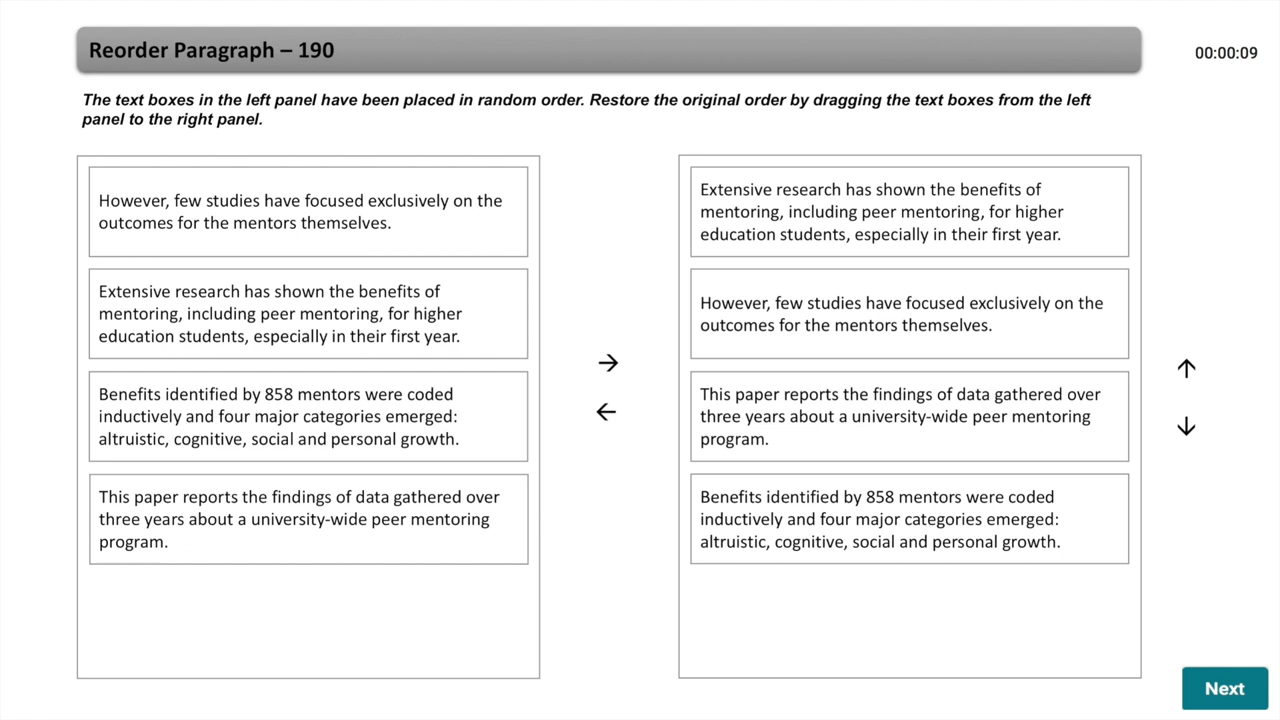 Reorder Paragraph – 190
00:00:09
The text boxes in the left panel have been placed in random order. Restore the original order by dragging the text boxes from the left
panel to the right panel.
However, few studies have focused exclusively on the
outcomes for the mentors themselves.
Extensive research has shown the benefits of
mentoring, including peer mentoring, for higher
education students, especially in their first year.
Benefits identified by 858 mentors were coded
inductively and four major categories emerged:
altruistic, cognitive, social and personal growth.
This paper reports the findings of data gathered over
three years about a university-wide peer mentoring
program.
Extensive research has shown the benefits of
mentoring, including peer mentoring, for higher
education students, especially in their first year.
However, few studies have focused exclusively on the
outcomes for the mentors themselves.
This paper reports the findings of data gathered over
three years about a university-wide peer mentoring
program.
Benefits identified by 858 mentors were coded
inductively and four major categories emerged:
altruistic, cognitive, social and personal growth.
Next